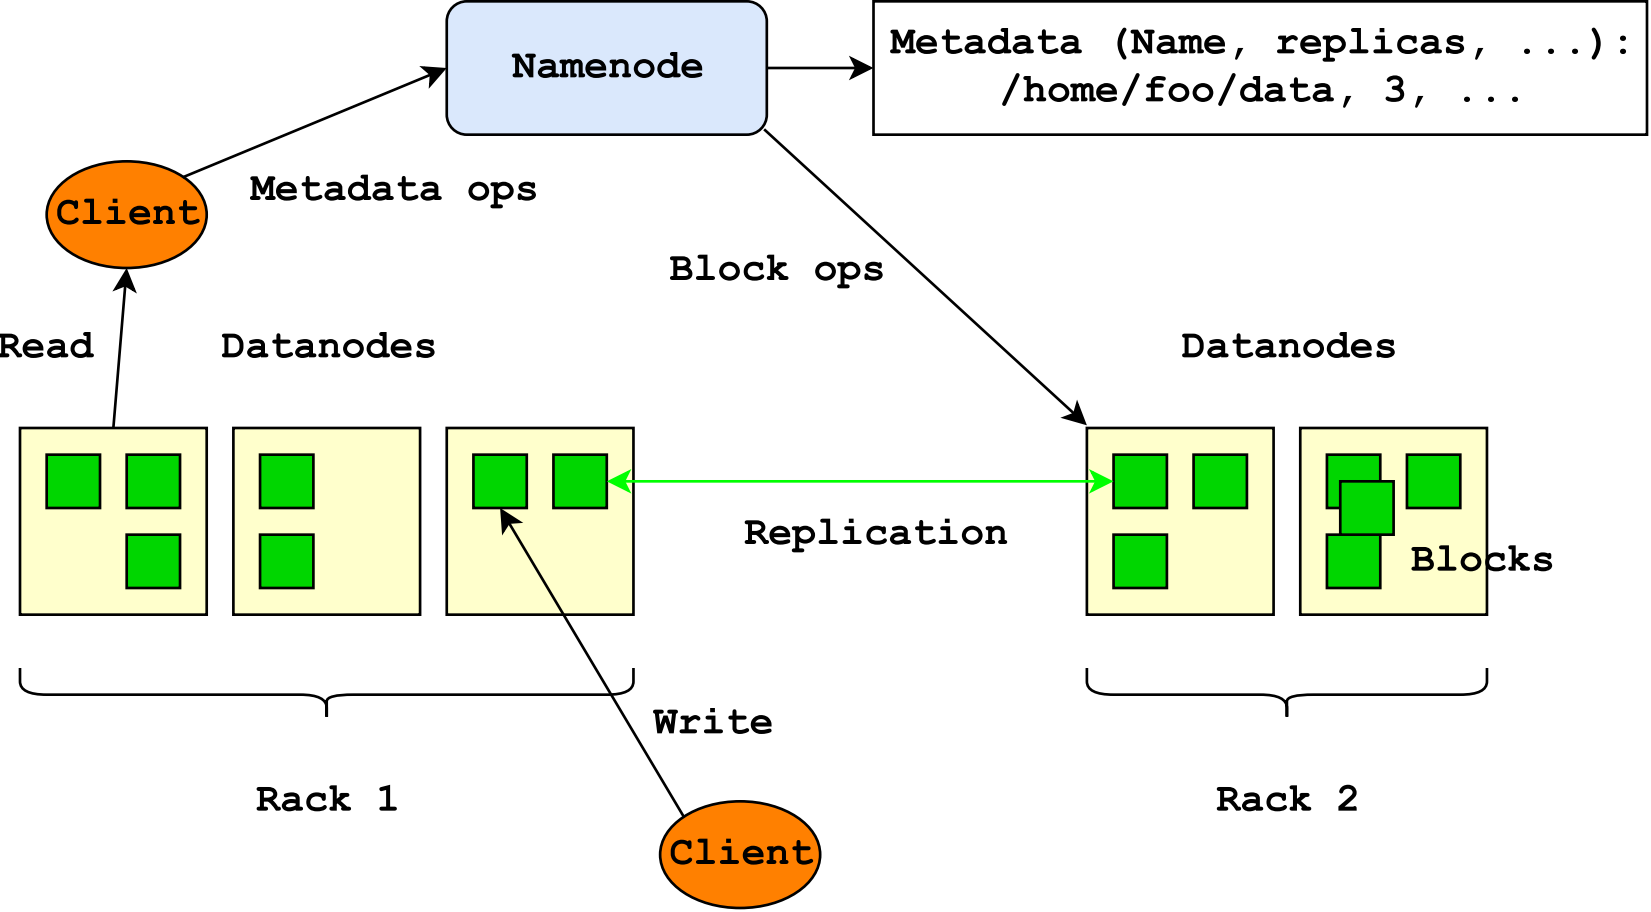 Namenode
Metadata (Name, replicas, ...):
/home/foo/data, 3, ...
Client
Metadata ops
Block ops
Read
Datanodes
Datanodes
Replication
Blocks
Write
Rack 1
Rack 2
Client